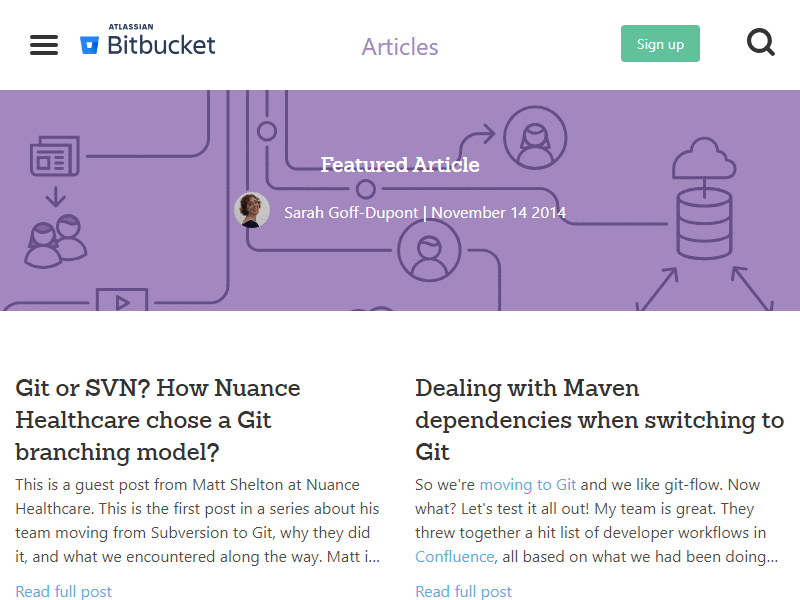 ATLASSIAN
Bitbucket
Articles
Sign up
Featured Article
Sarah Goff-Dupont | November 14 2014
Git or SVN? How Nuance
Healthcare chose a Git
branching model?
This is a guest post from Matt Shelton at Nuance
Healthcare. This is the first post in a series about his
team moving from Subversion to Git, why they did
it, and what we encountered along the way. Matt i...
Read full post
Dealing with Maven
dependencies when switching to
Git
So we're moving to Git and we like git-flow. Now
what? Let's test it all out! My team is great. They
threw together a hit list of developer workflows in
Confluence, all based on what we had been doing...
Read full post